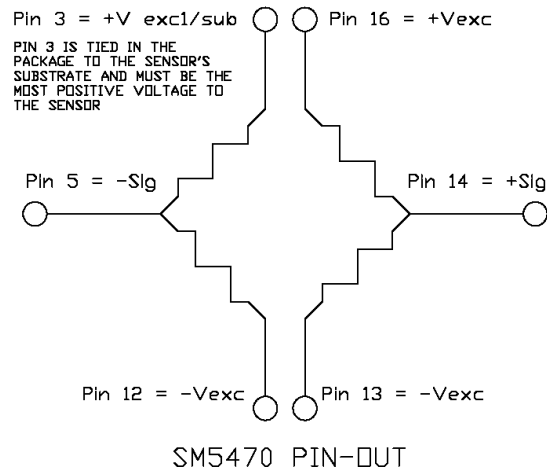 Pin 3 = +V exc1/sub
Pin 16 = +Vexc
PIN 3 IS TIED IN THE
PACKAGE TO THE SENSOR'S
SUBSTRATE AND MUST BE THE
MOST POSITIVE VOLTAGE TO
THE SENSOR
Pin 5 = -Sig
Pin 14 = +Sig
Pin 12 = -Vexc
Pin 13 = -Vexc
SM5470 PIN-OUT